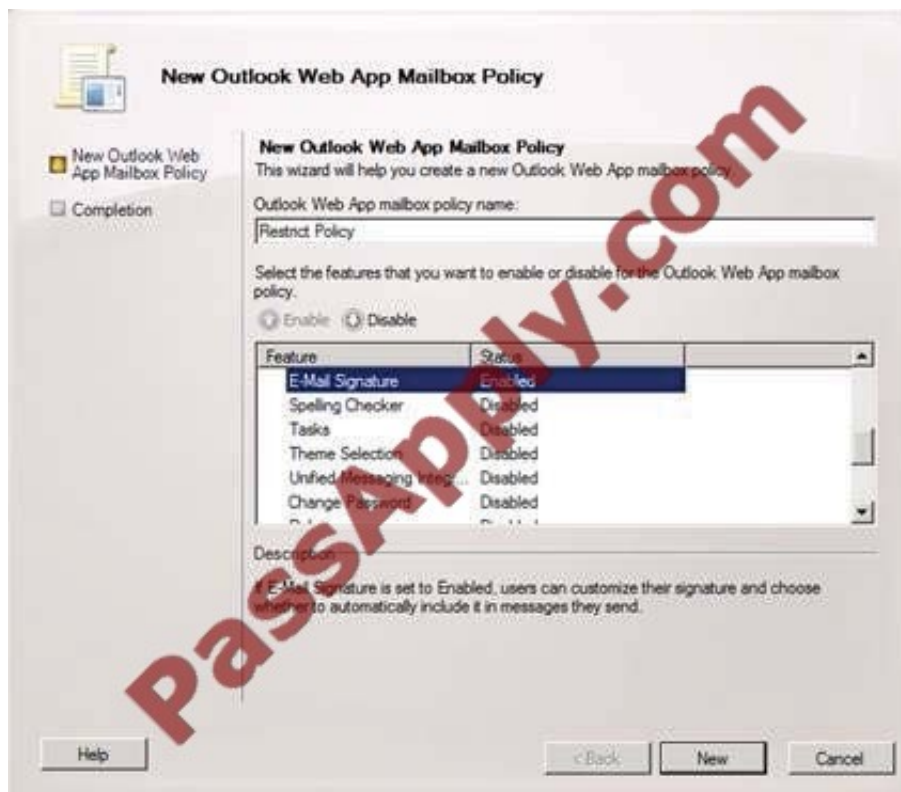 New Outlook Web App Mailbox Policy
New Outlook Web
App Mailbox Policy
Completion
New Outlook Web App Mailbox Policy
This wizard will help you create a new Outlook Web App mailbox policy.
Outlook Web App mailbox policy name:
Restrict Policy
Select the features that you want to enable or disable for the Outlook Web App mailbox
policy.
Enable Disable
Feature Status
E-Mail Signature Enabled
Spelling Checker Disabled
Tasks Disabled
Theme Selection Disabled
Unified Messaging Integr... Disabled
Change Password Disabled
Description
If E-Mail Signature is set to Enabled, users can customize their signature and choose
whether to automatically include it in messages they send.
Help < Back New Cancel
PassApply.com